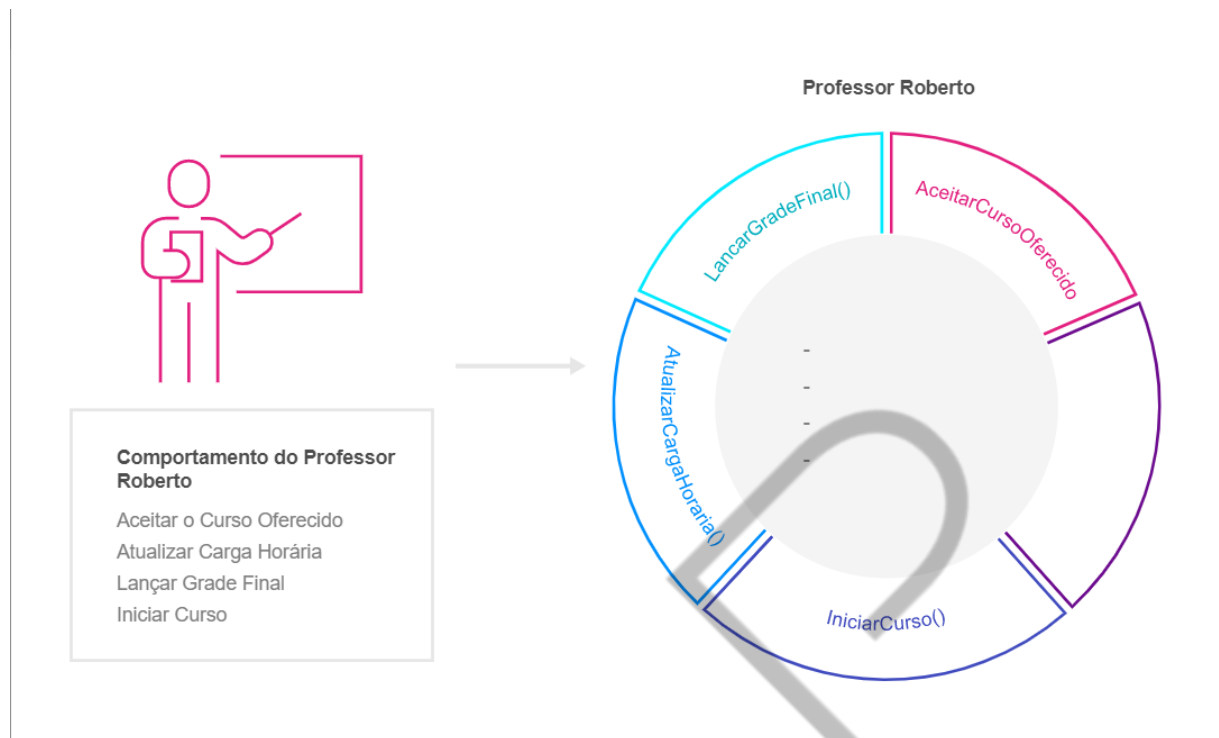 Professor Roberto
LancarGradeFinal()
AceitarCursoOferecido
AtualizarCargaHoraria()
-
-
-
-
IniciarCurso()
Comportamento do Professor
Roberto
Aceitar o Curso Oferecido
Atualizar Carga Horária
Lançar Grade Final
Iniciar Curso